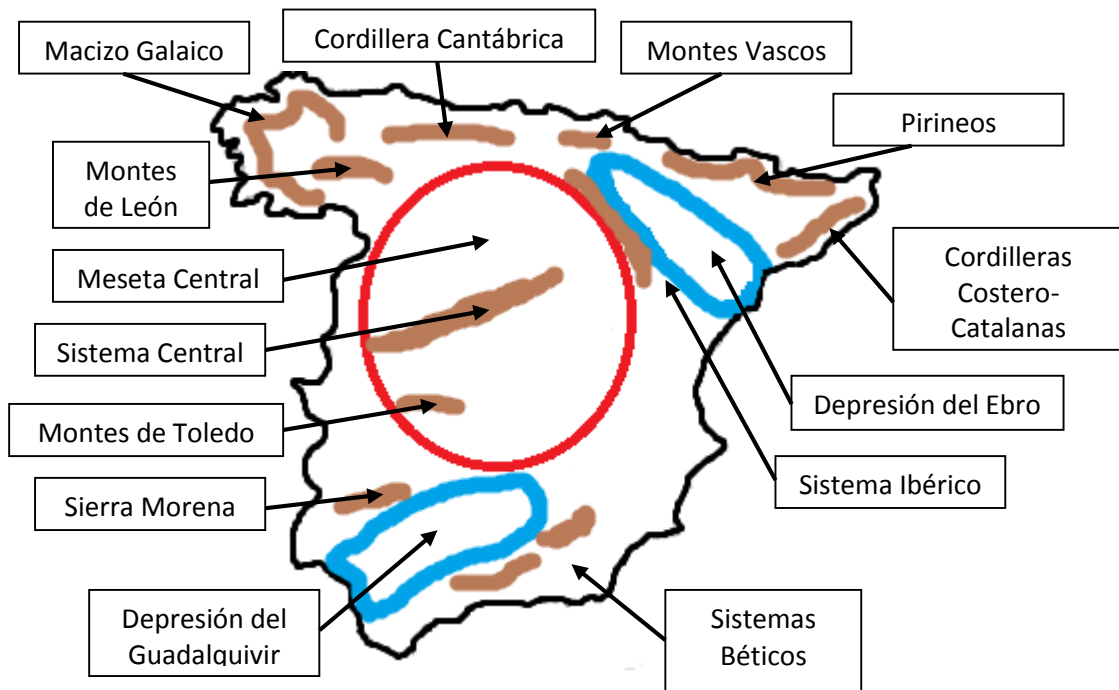 Macizo Galaico
Cordillera Cantábrica
Montes Vascos
Pirineos
Montes
de León
Meseta Central
Cordilleras
Costero-
Catalanas
Sistema Central
Depresión del Ebro
Montes de Toledo
Sistema Ibérico
Sierra Morena
Depresión del
Guadalquivir
Sistemas
Béticos